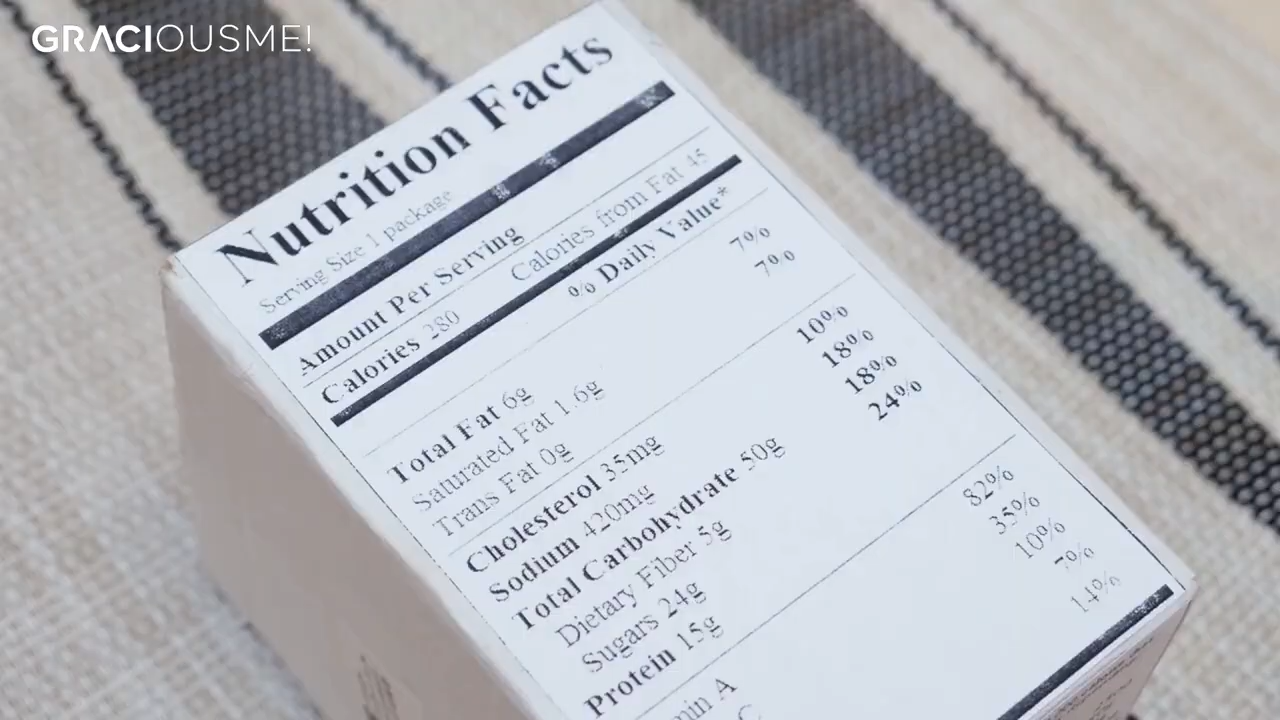 GRACIOUSME!
Nutrition Facts
Serving Size 1 package
Amount Per Serving
Calories 280 Calories from Fat 45
% Daily Value*
Total Fat 6g 7%
Saturated Fat 1.6g 7%
Trans Fat 0g
Cholesterol 35mg 10%
Sodium 420mg 18%
Total Carbohydrate 50g 18%
Dietary Fiber 5g 24%
Sugars 24g
Protein 15g 82%
35%
10%
7%
14%